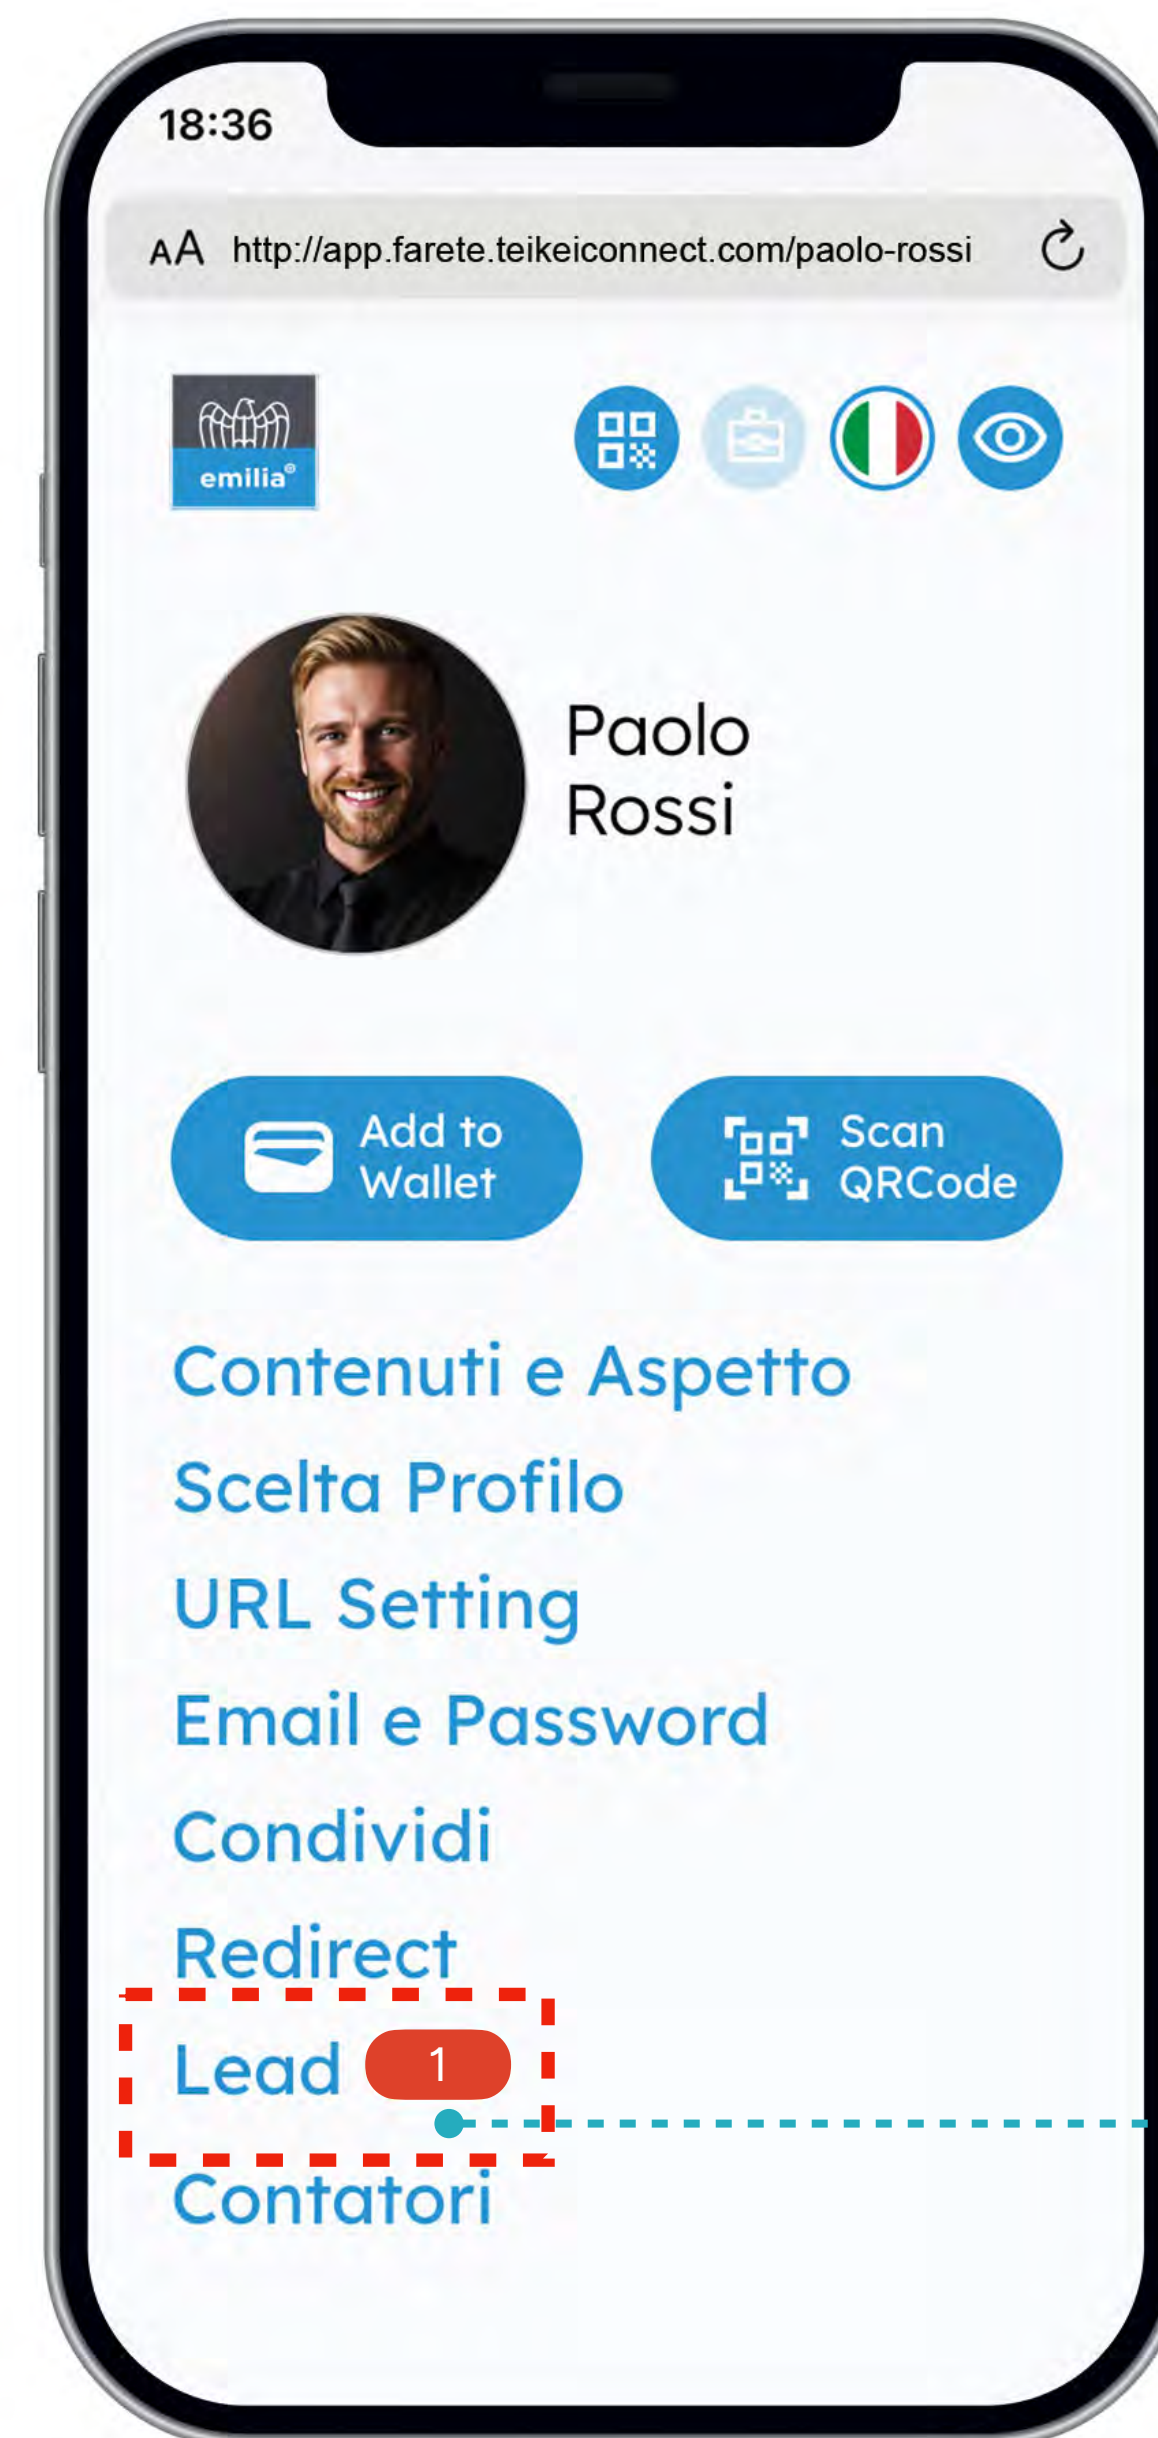 18:36
AA http://app.farete.teikeiconnect.com/paolo-rossi
emilia®
Paolo
Rossi
Add to
Wallet
Scan
QRCode
Contenuti e Aspetto
Scelta Profilo
URL Setting
Email e Password
Condividi
Redirect
Lead 1
Contatori